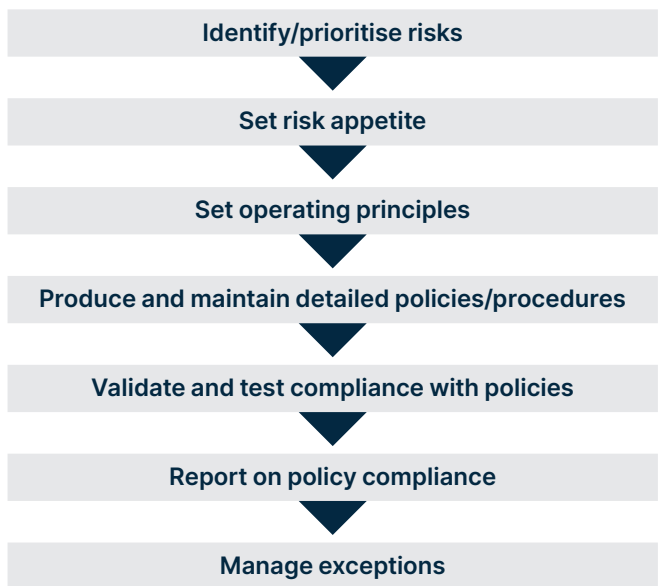 Identify/prioritise risks
Set risk appetite
Set operating principles
Produce and maintain detailed policies/procedures
Validate and test compliance with policies
Report on policy compliance
Manage exceptions